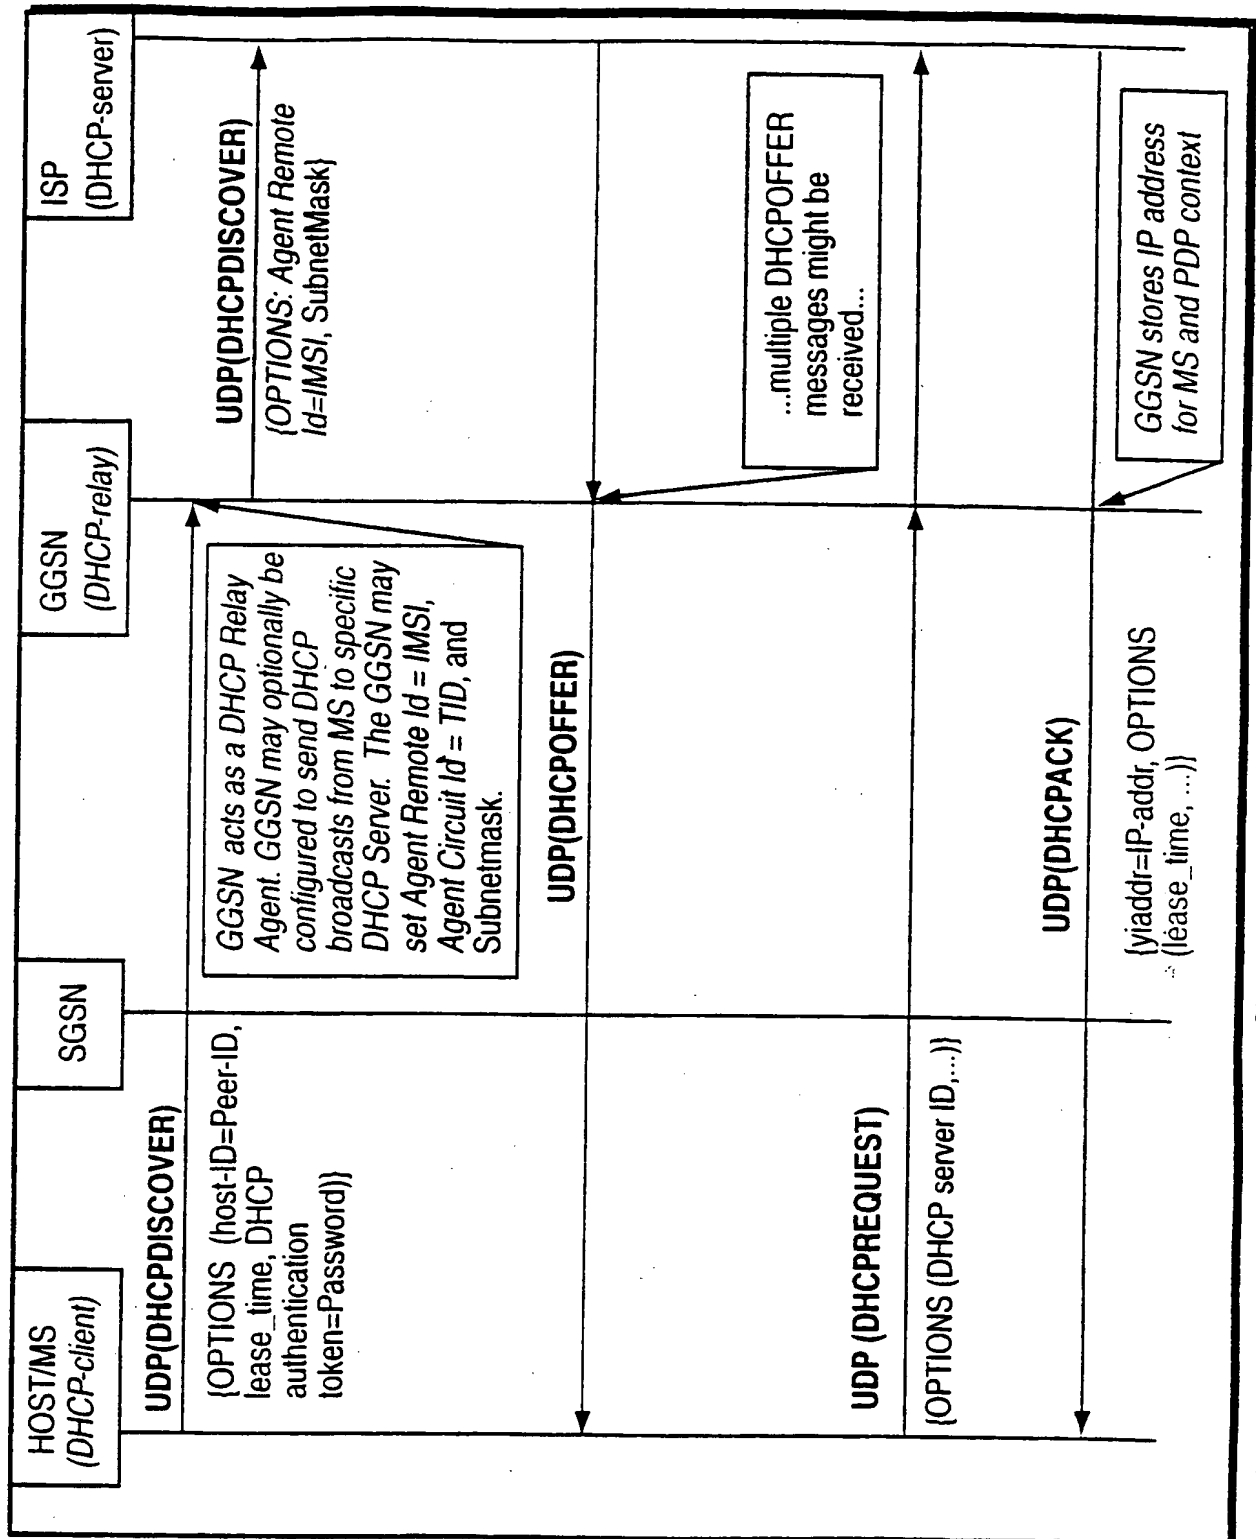 HOST/MS
(DHCP-client)
SGSN
GGSN
(DHCP-relay)
ISP
(DHCP-server)
UDP(DHCPDISCOVER)
{OPTIONS (host-ID=Peer-ID,
lease_time, DHCP
authentication
token=Password)}
GGSN acts as a DHCP Relay
Agent. GGSN may optionally be
configured to send DHCP
broadcasts from MS to specific
DHCP Server. The GGSN may
set Agent Remote Id = IMSI,
Agent Circuit Id = TID, and
Subnetmask.
UDP(DHCPDISCOVER)
{OPTIONS: Agent Remote
Id=IMSI, SubnetMask}
UDP(DHCPOFFER)
...multiple DHCPOFFER
messages might be
received...
UDP (DHCPREQUEST)
{OPTIONS (DHCP server ID,...)}
UDP(DHCPACK)
{yiaddr=IP-addr, OPTIONS
(lease_time, ...)}
GGSN stores IP address
for MS and PDP context